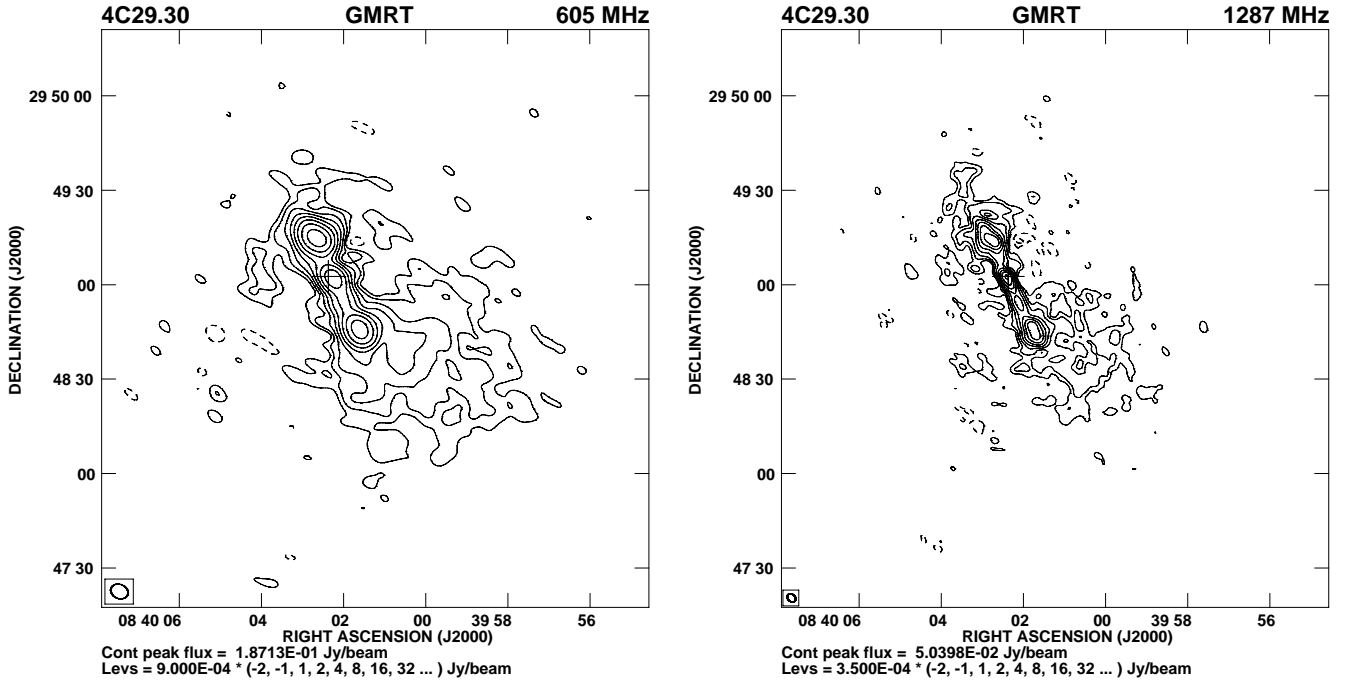 4C29.30 GMRT 605 MHz
DECLINATION (J2000)
29 50 00
49 30
00
48 30
00
47 30
08 40 06 04 02 00 39 58 56
RIGHT ASCENSION (J2000)
Cont peak flux = 1.8713E-01 Jy/beam
Levs = 9.000E-04 * (-2, -1, 1, 2, 4, 8, 16, 32 ... ) Jy/beam
4C29.30 GMRT 1287 MHz
DECLINATION (J2000)
29 50 00
49 30
00
48 30
00
47 30
08 40 06 04 02 00 39 58 56
RIGHT ASCENSION (J2000)
Cont peak flux = 5.0398E-02 Jy/beam
Levs = 3.500E-04 * (-2, -1, 1, 2, 4, 8, 16, 32 ... ) Jy/beam